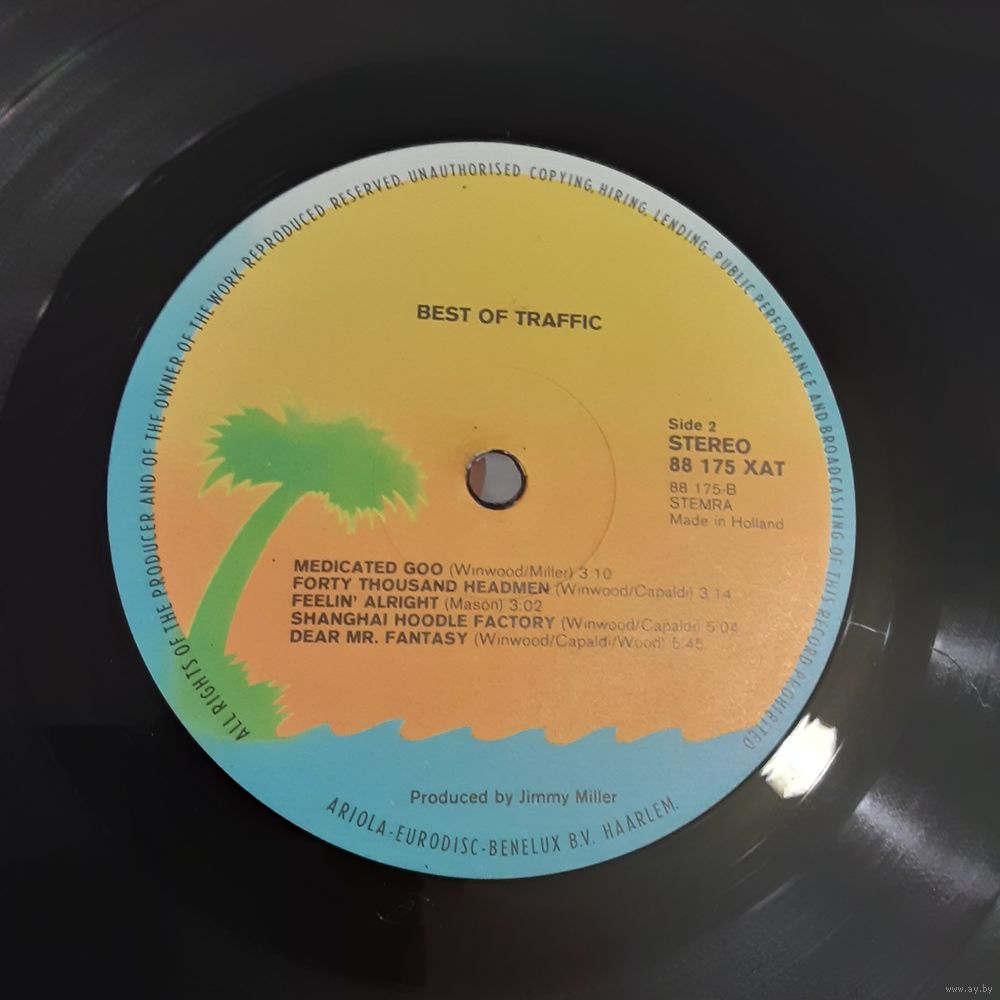 ALL RIGHTS OF THE PRODUCER AND OF THE OWNER OF THE WORK REPRODUCED RESERVED. UNAUTHORISED COPYING, HIRING, LENDING, PUBLIC PERFORMANCE AND BROADCASTING OF THIS RECORD PROHIBITED
BEST OF TRAFFIC
Side 2
STEREO
88 175 XAT
88 175-B
STEMRA
Made in Holland
MEDICATED GOO (Winwood/Miller) 3 10
FORTY THOUSAND HEADMEN (Winwood/Capaldi) 3 14
FEELIN' ALRIGHT (Mason) 3:02
SHANGHAI HOODLE FACTORY (Winwood/Capaldi) 5:04
DEAR MR. FANTASY (Winwood/Capaldi/Wood) 5:45
Produced by Jimmy Miller
ARIOLA-EURODISC-BENELUX B.V. HAARLEM.
www.ay.by